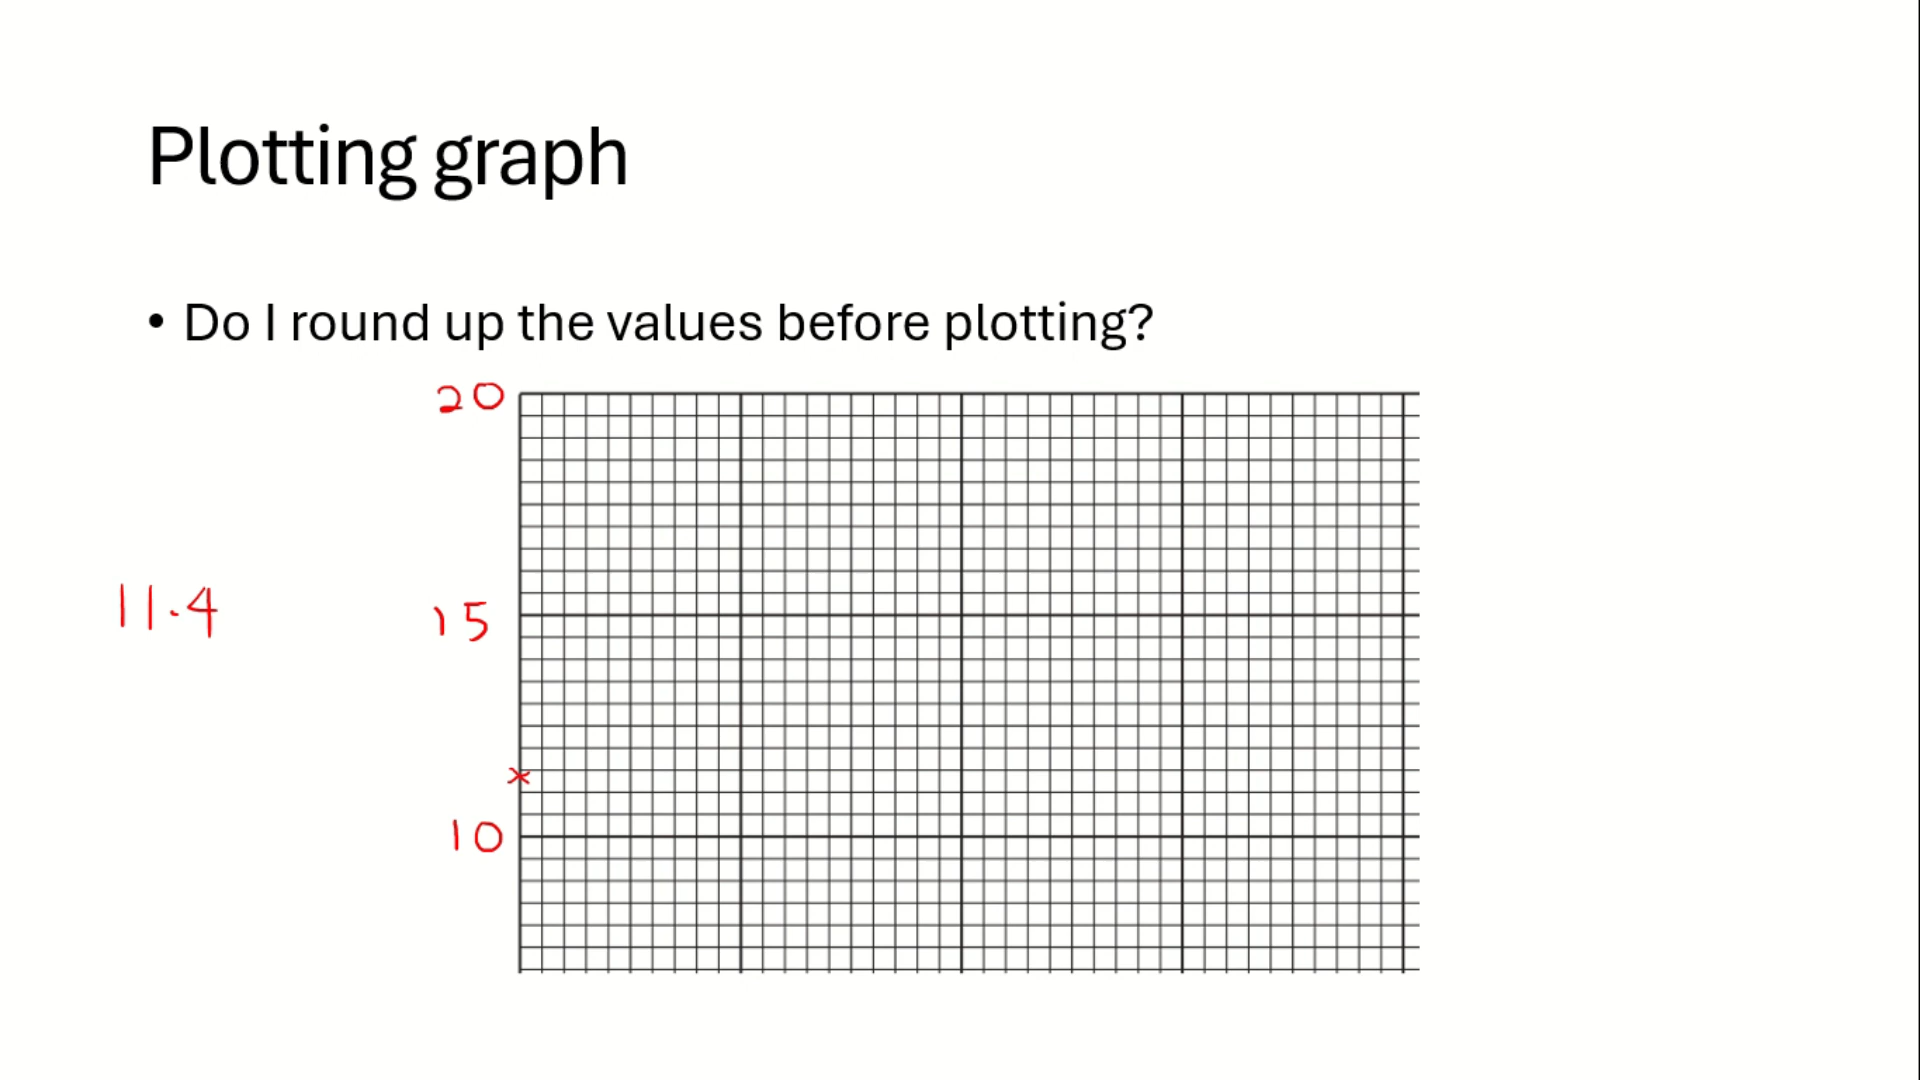 Plotting graph
• Do I round up the values before plotting?
20
11.4
15
10